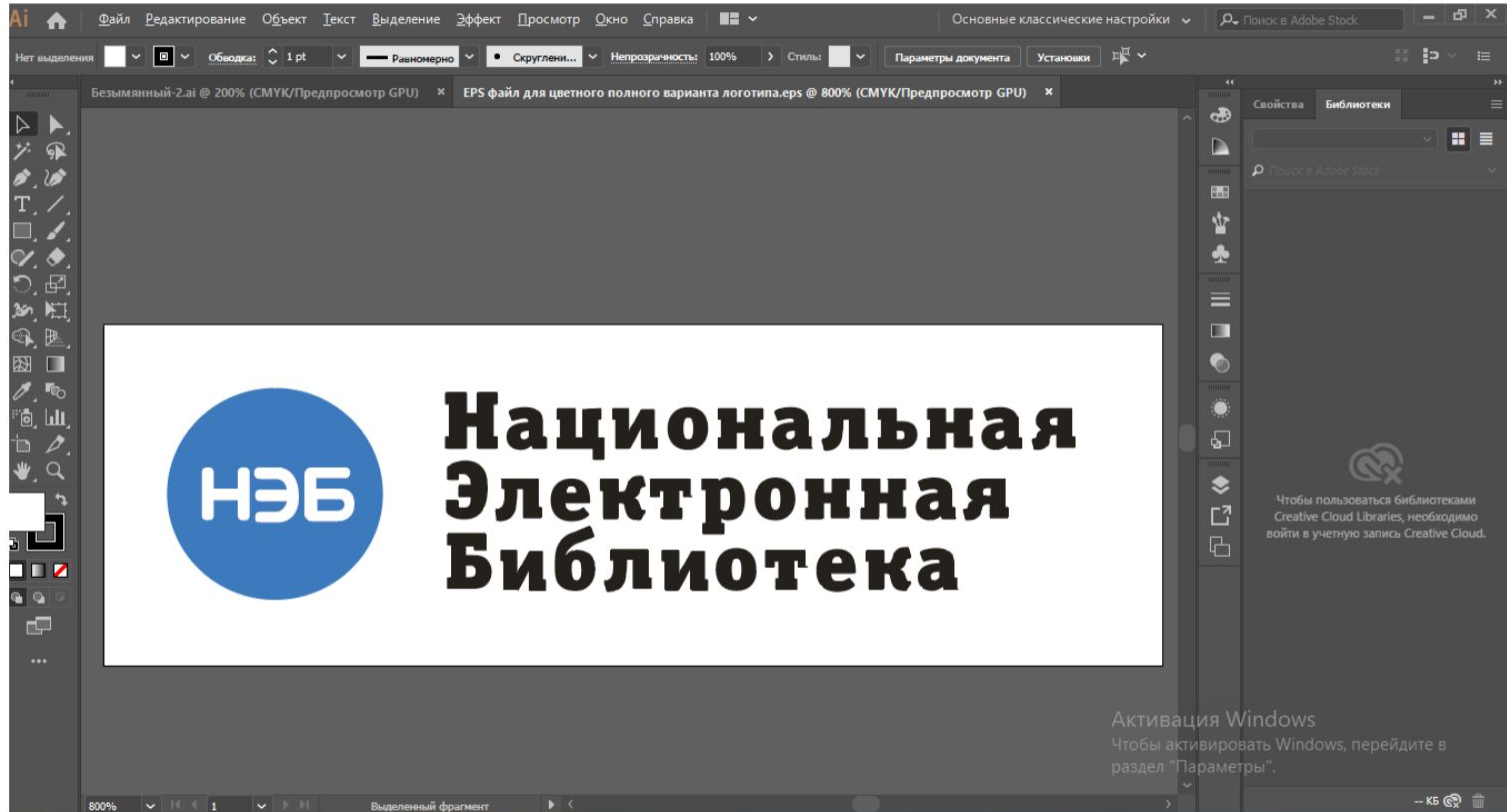 Ai Файл Редактирование Объект Текст Выделение Эффект Просмотр Окно Справка Основные классические настройки Поиск в Adobe Stock
Нет выделения Обводка: 1 pt Равномерно Скруглени... Непрозрачность: 100% Стиль: Параметры документа Установки
Безымянный-2.ai @ 200% (CMYK/Предпросмотр GPU) × EPS файл для цветного полного варианта логотипа.eps @ 800% (CMYK/Предпросмотр GPU) ×
Свойства Библиотеки
Поиск в Adobe Stock
НЭБ
Национальная
Электронная
Библиотека
Чтобы пользоваться библиотеками
Creative Cloud Libraries, необходимо
войти в учетную запись Creative Cloud.
Активация Windows
Чтобы активировать Windows, перейдите в
раздел "Параметры".
800% 1 Выделенный фрагмент -- КБ